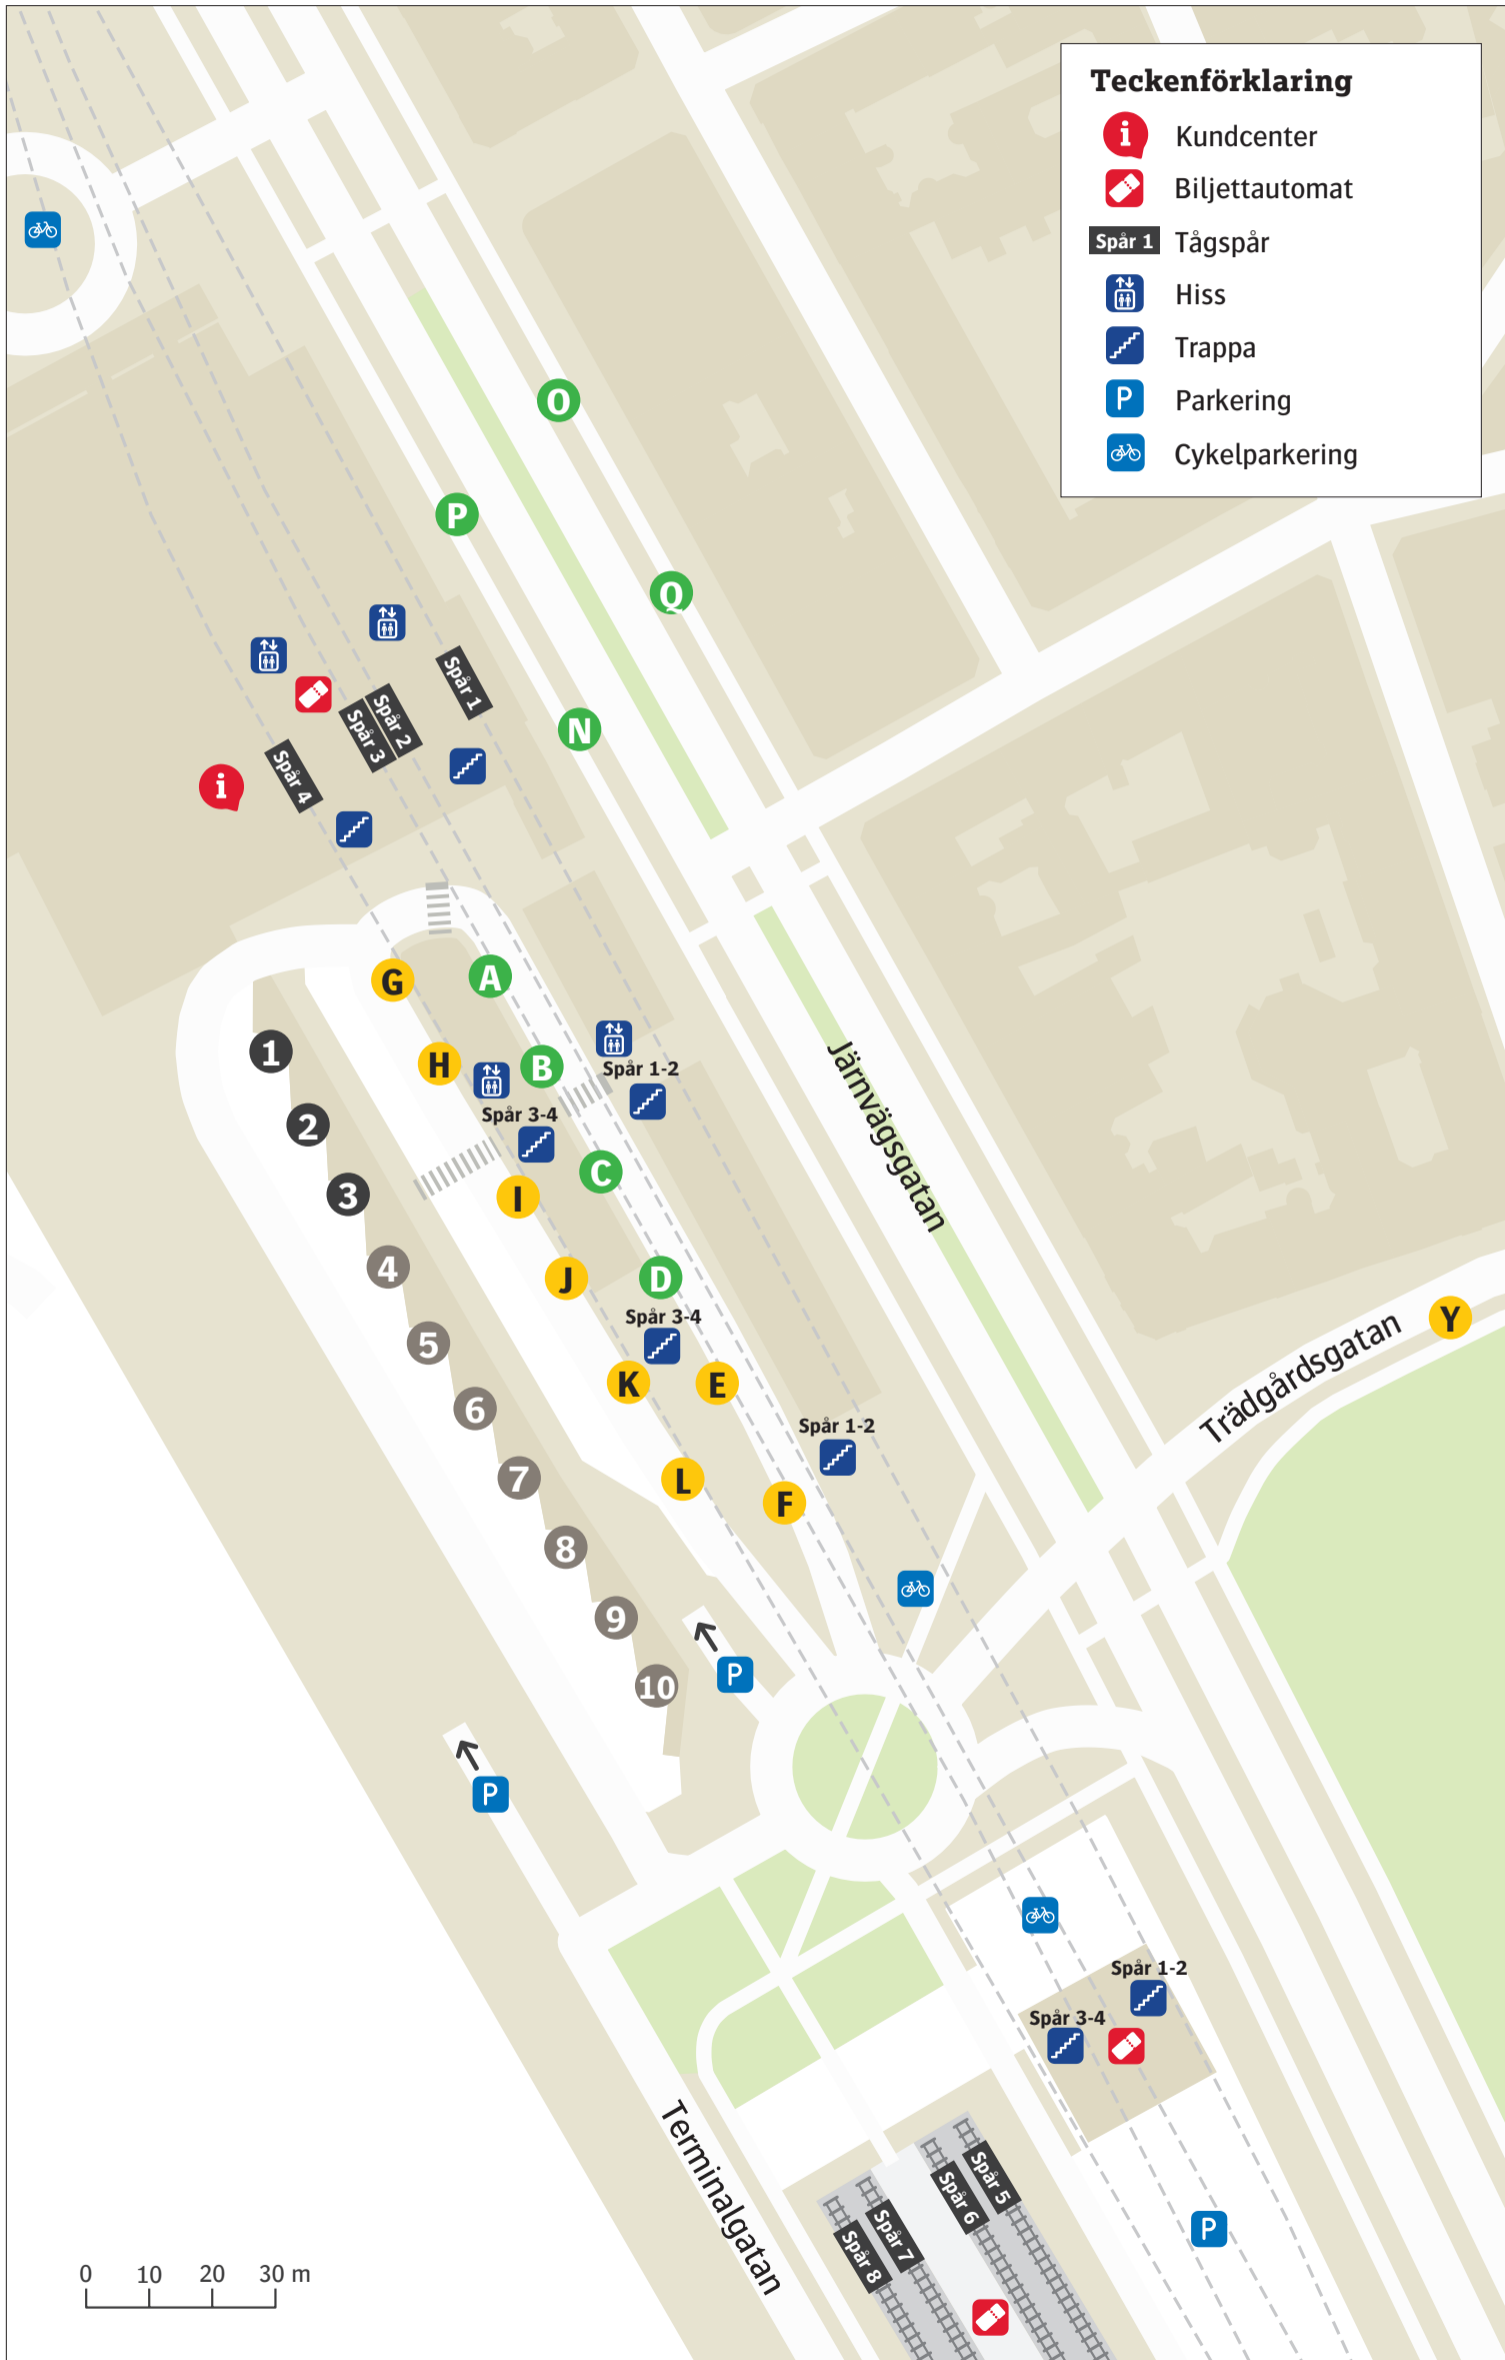 Teckenförklaring
i Kundcenter
Biljettautomat
Spår 1 Tågspår
Hiss
Trappa
P Parkering
Cykelparkering
O
P
Q
N
Spår 1
Spår 2
Spår 3
Spår 4
i
G
A
H
B
Spår 1-2
Spår 3-4
C
I
J
D
Spår 3-4
K
E
L
F
Spår 1-2
1
2
3
4
5
6
7
8
9
10
Järnvägsgatan
Trädgårdsgatan
Y
P
P
Spår 1-2
Spår 3-4
Terminalgatan
Spår 5
Spår 6
Spår 7
Spår 8
P
0 10 20 30 m